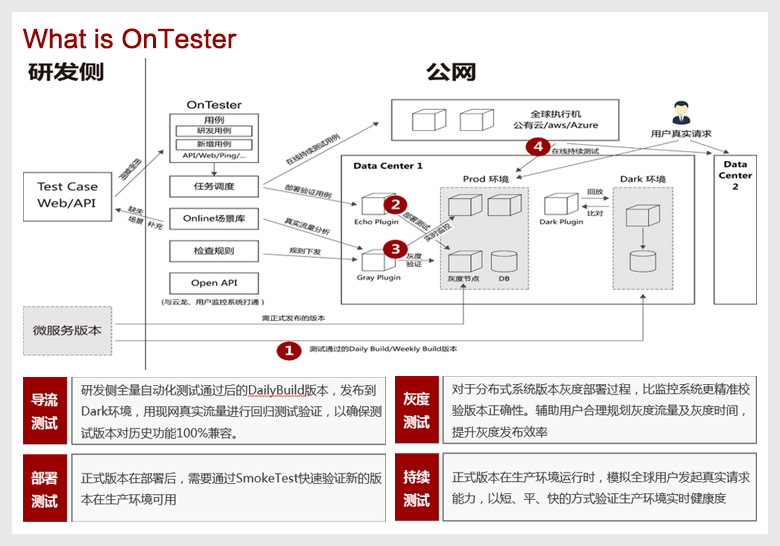 What is OnTester
研发侧
公网
OnTester
用例
研发用例
新增用例
API/Web/Ping/...
任务调度
Online场景库
检查规则
Open API
(与云龙、用户监控系统打通)
Test Case
Web/API
用例调度
缺失
场景 补充
微服务版本
在线持续测试用例
部署验证用例
真实流量分析
规则下发
全球执行机
公有云/aws/Azure
用户真实请求
4
在线持续测试
Data Center 1
Prod 环境
Dark 环境
Data
Center
2
2
Echo Plugin
部署测试
实时监控
3
Gray Plugin
灰度
验证
灰度节点
DB
Dark Plugin
回放
比对
需正式发布的版本
1
测试通过的Daily Build/Weekly Build版本
导流
测试
研发侧全量自动化测试通过后的DailyBuild版本，发布到
Dark环境，用现网真实流量进行回归测试验证，以确保测
试版本对历史功能100%兼容。
灰度
测试
对于分布式系统版本灰度部署过程，比监控系统更精准校
验版本正确性。辅助用户合理规划灰度流量及灰度时间，
提升灰度发布效率
部署
测试
正式版本在部署后，需要通过SmokeTest快速验证新的版
本在生产环境可用
持续
测试
正式版本在生产环境运行时，模拟全球用户发起真实请求
能力，以短、平、快的方式验证生产环境实时健康度